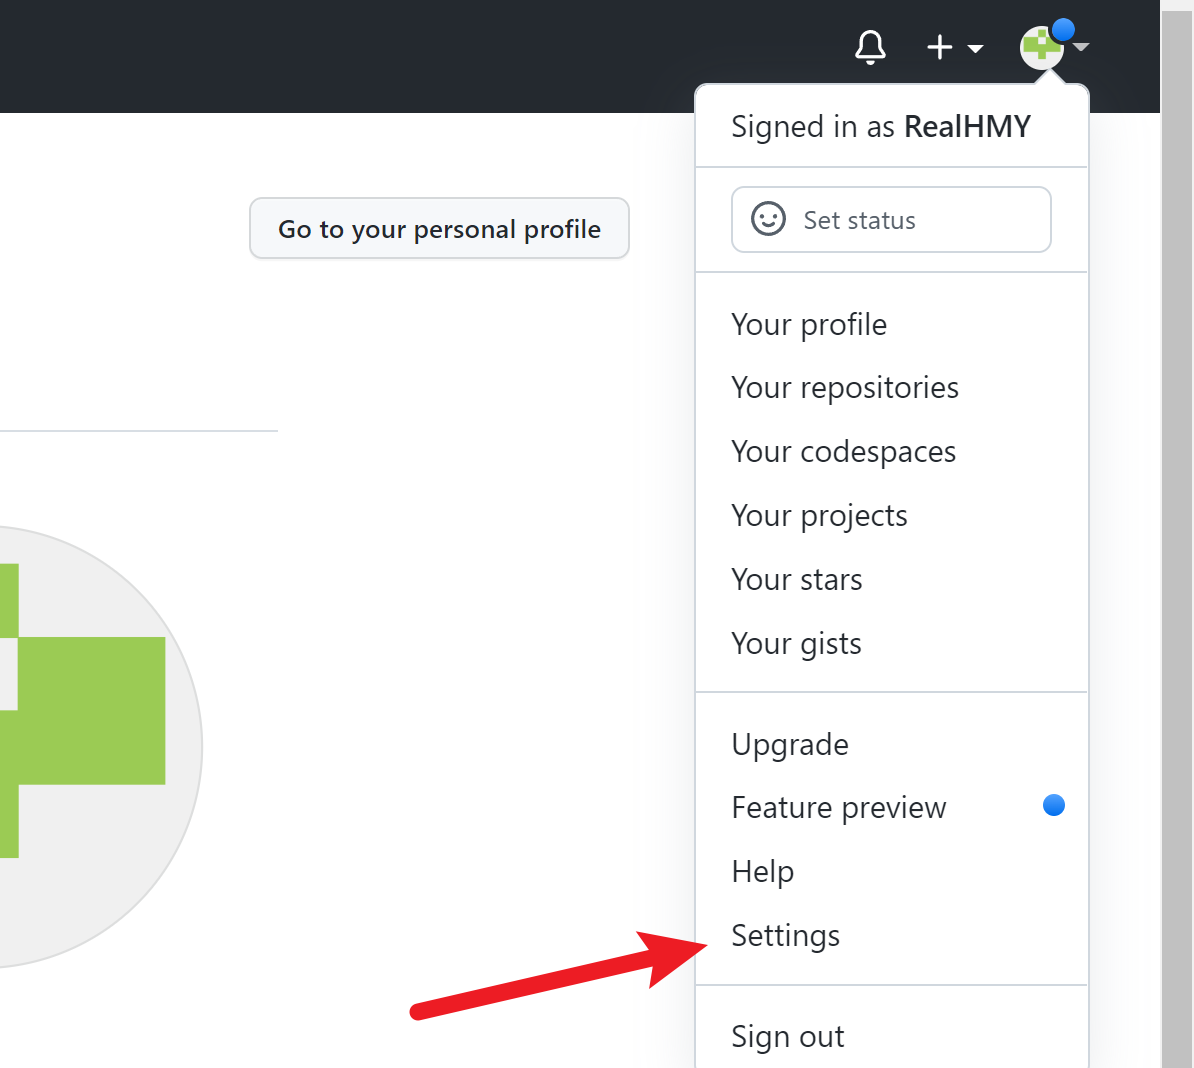 Signed in as RealHMY
Go to your personal profile
Set status
Your profile
Your repositories
Your codespaces
Your projects
Your stars
Your gists
Upgrade
Feature preview
Help
Settings
Sign out